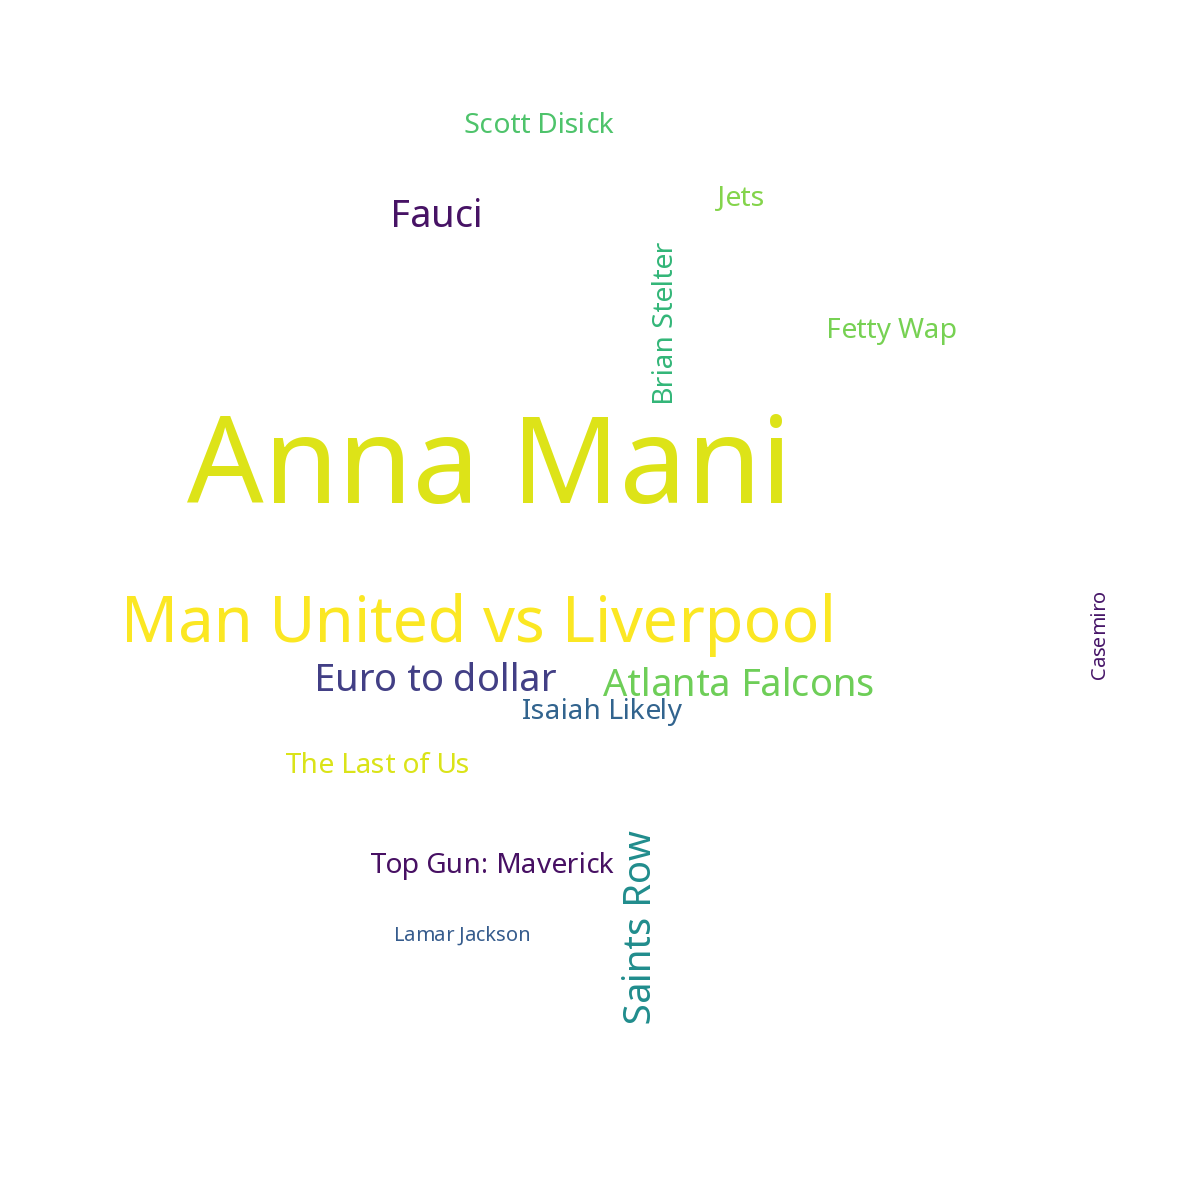 Scott Disick
Jets
Fauci
Brian Stelter
Fetty Wap
Anna Mani
Man United vs Liverpool
Casemiro
Euro to dollar
Atlanta Falcons
Isaiah Likely
The Last of Us
Top Gun: Maverick
Saints Row
Lamar Jackson